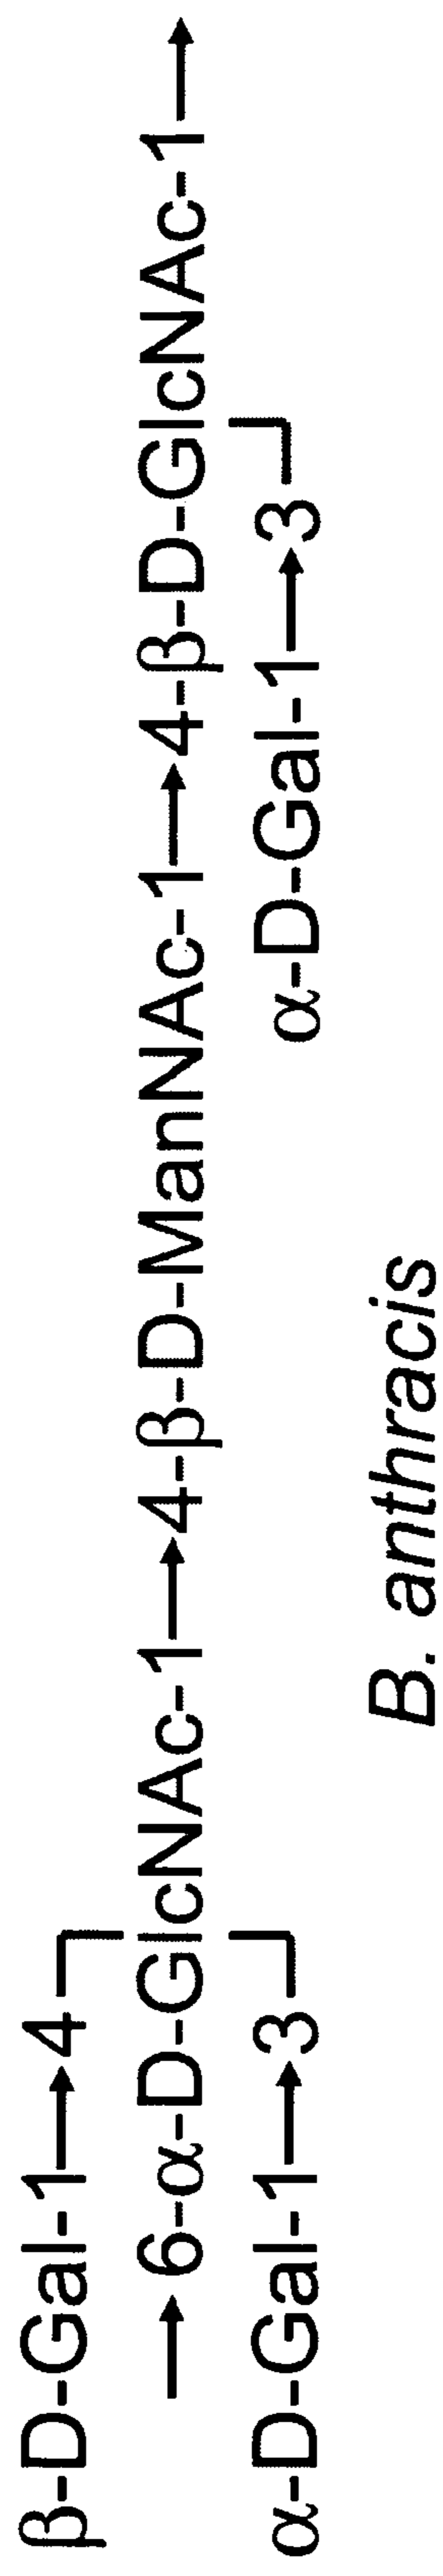 β-D-Gal-1→4
→6-α-D-GlcNAc-1→4-β-D-ManNAc-1→4-β-D-GlcNAc-1→
α-D-Gal-1→3 α-D-Gal-1→3
B. anthracis